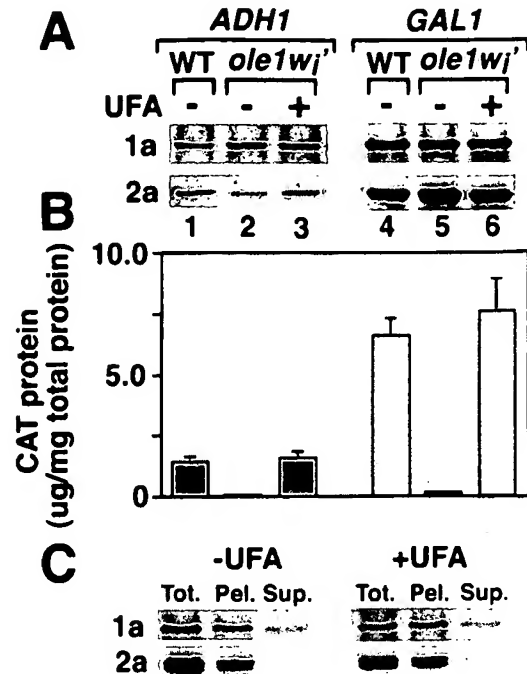 A
ADH1 GAL1
WT ole1wi' WT ole1wi'
UFA - - + - - +
1a
2a
1 2 3 4 5 6
B
10.0
5.0
0
CAT protein
(ug/mg total protein)
C
-UFA +UFA
Tot. Pel. Sup. Tot. Pel. Sup.
1a
2a